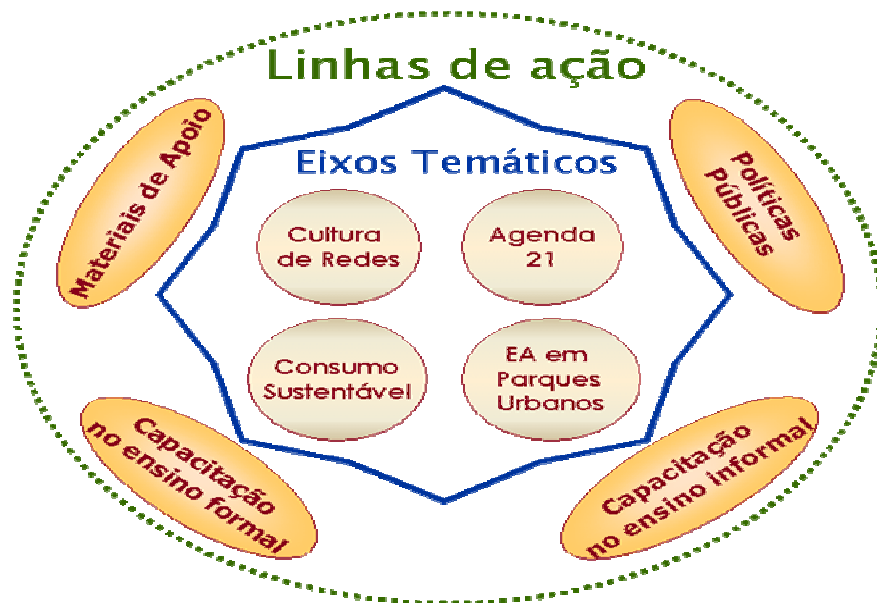 Linhas de ação
Materiais de Apoio
Políticas
Públicas
Eixos Temáticos
Cultura
de Redes
Agenda
21
Consumo
Sustentável
EA em
Parques
Urbanos
Capacitação
no ensino formal
Capacitação
no ensino informal